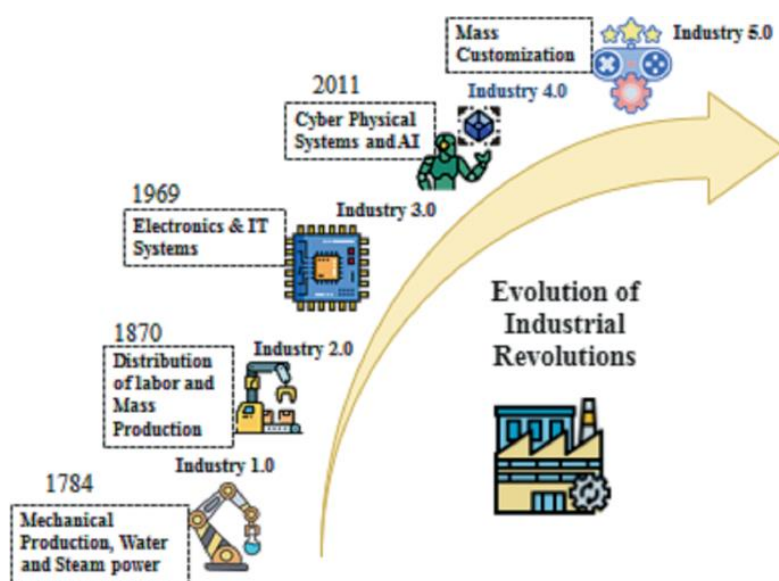 Mass
Customization
Industry 5.0
2011
Industry 4.0
Cyber Physical
Systems and AI
1969
Industry 3.0
Electronics & IT
Systems
1870
Industry 2.0
Distribution
of labor and
Mass
Production
Industry 1.0
1784
Mechanical
Production, Water
and Steam power
Evolution of
Industrial
Revolutions